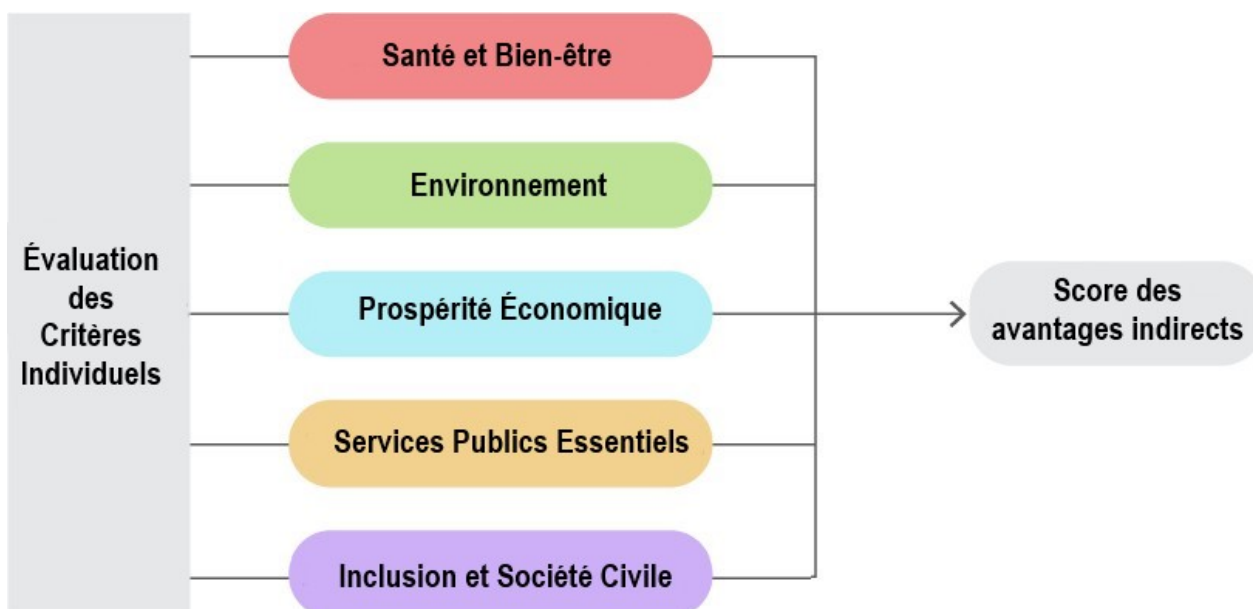 Évaluation
des
Critères
Individuels
Santé et Bien-être
Environnement
Prospérité Économique
Services Publics Essentiels
Inclusion et Société Civile
Score des
avantages indirects